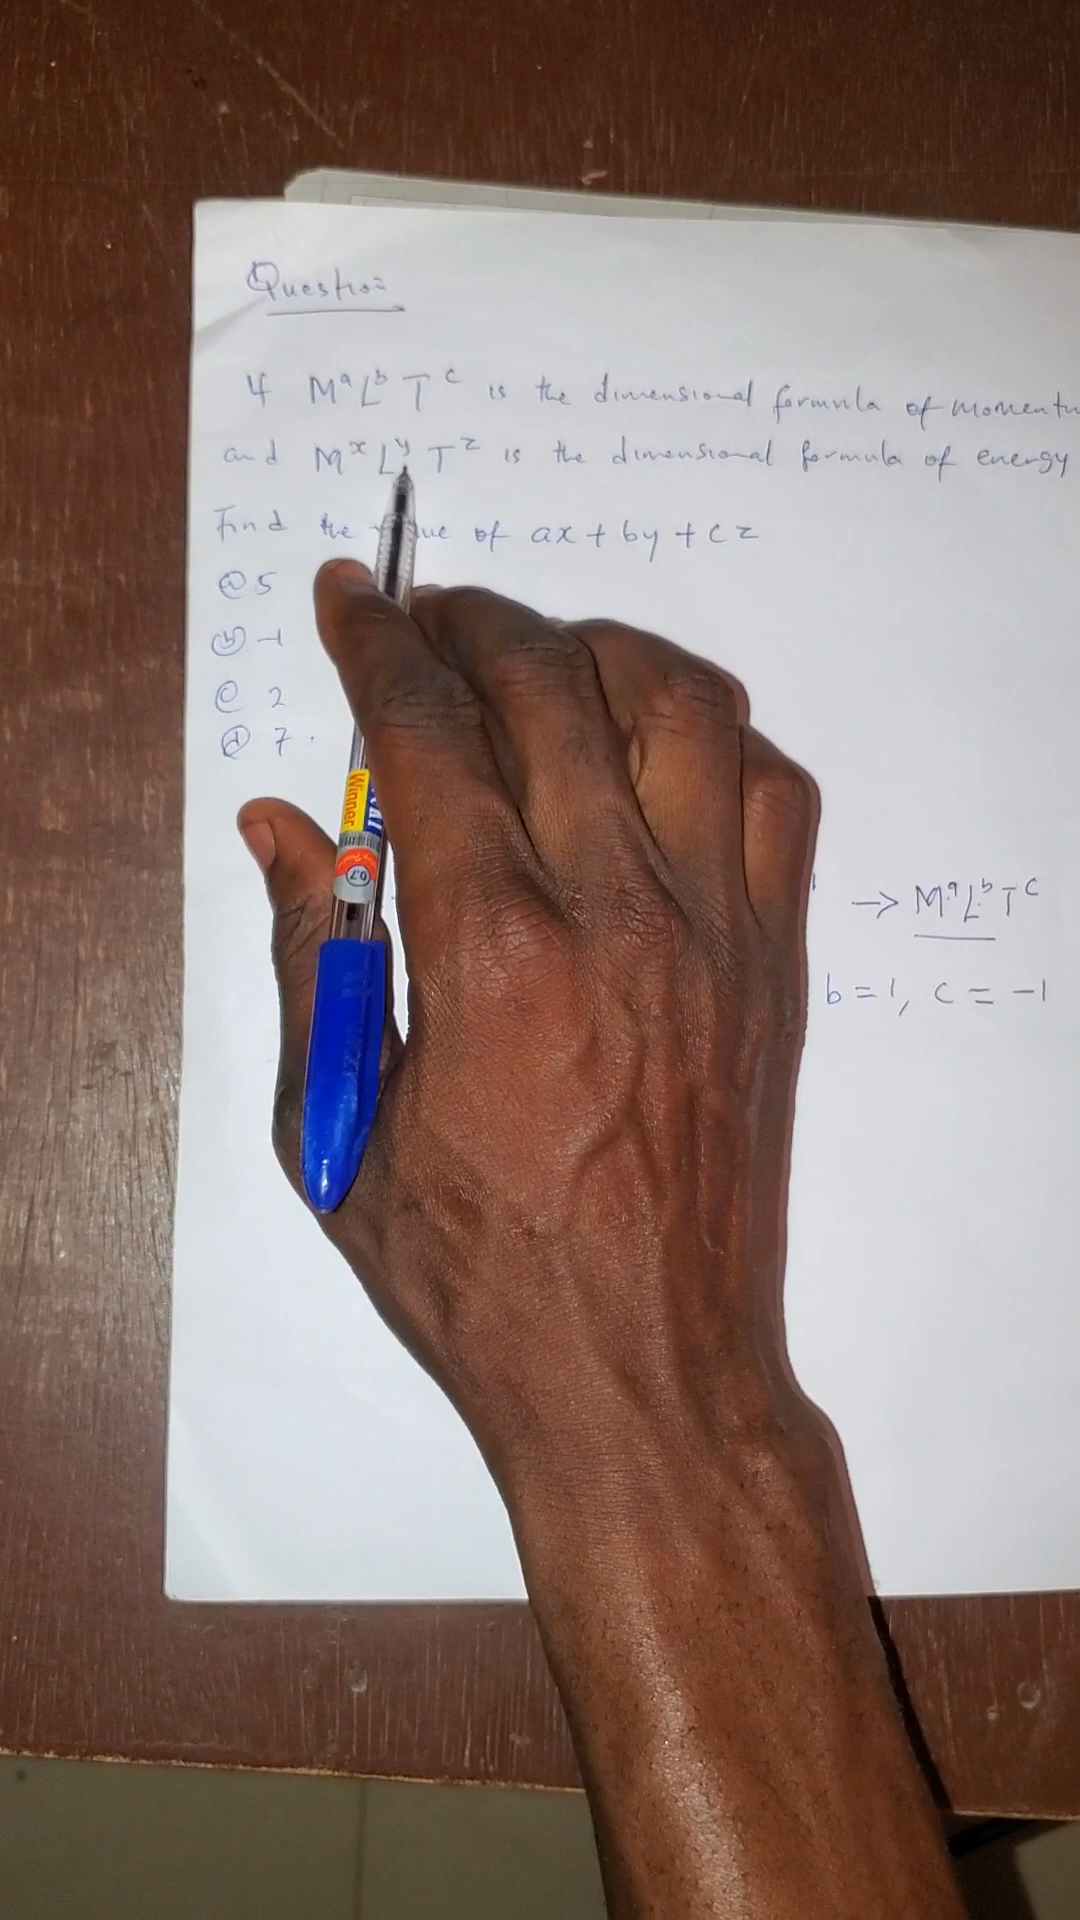 Question
If MᵃLᵇTᶜ is the dimensional formula of momentu
and MˣLʸTᶻ is the dimensional formula of energy
Find the of ax + by + cz
ⓐ 5
ⓑ -1
ⓒ 2
ⓓ 7.
Winner
0.7
→ MᵃLᵇTᶜ
b = 1, c = -1